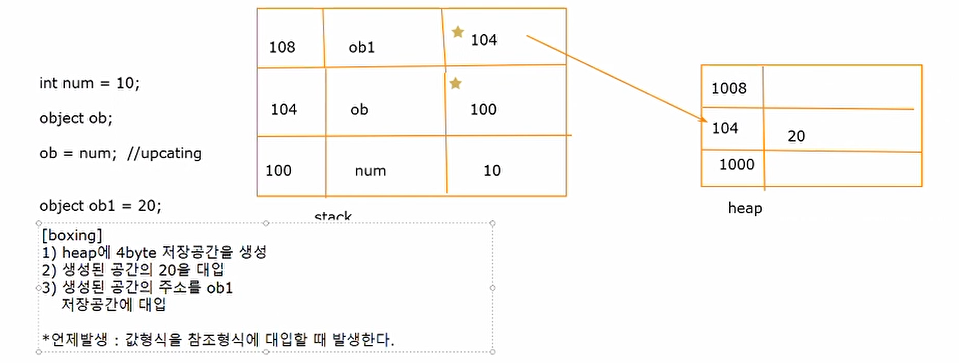 int num = 10;
object ob;
ob = num;  //upcating
object ob1 = 20;
108 ob1 ★ 104
104 ob ★ 100
100 num 10
stack
1008
104 20
1000
heap
[boxing]
1) heap에 4byte 저장공간을 생성
2) 생성된 공간의 20을 대입
3) 생성된 공간의 주소를 ob1
저장공간에 대입
*언제발생 : 값형식을 참조형식에 대입할 때 발생한다.